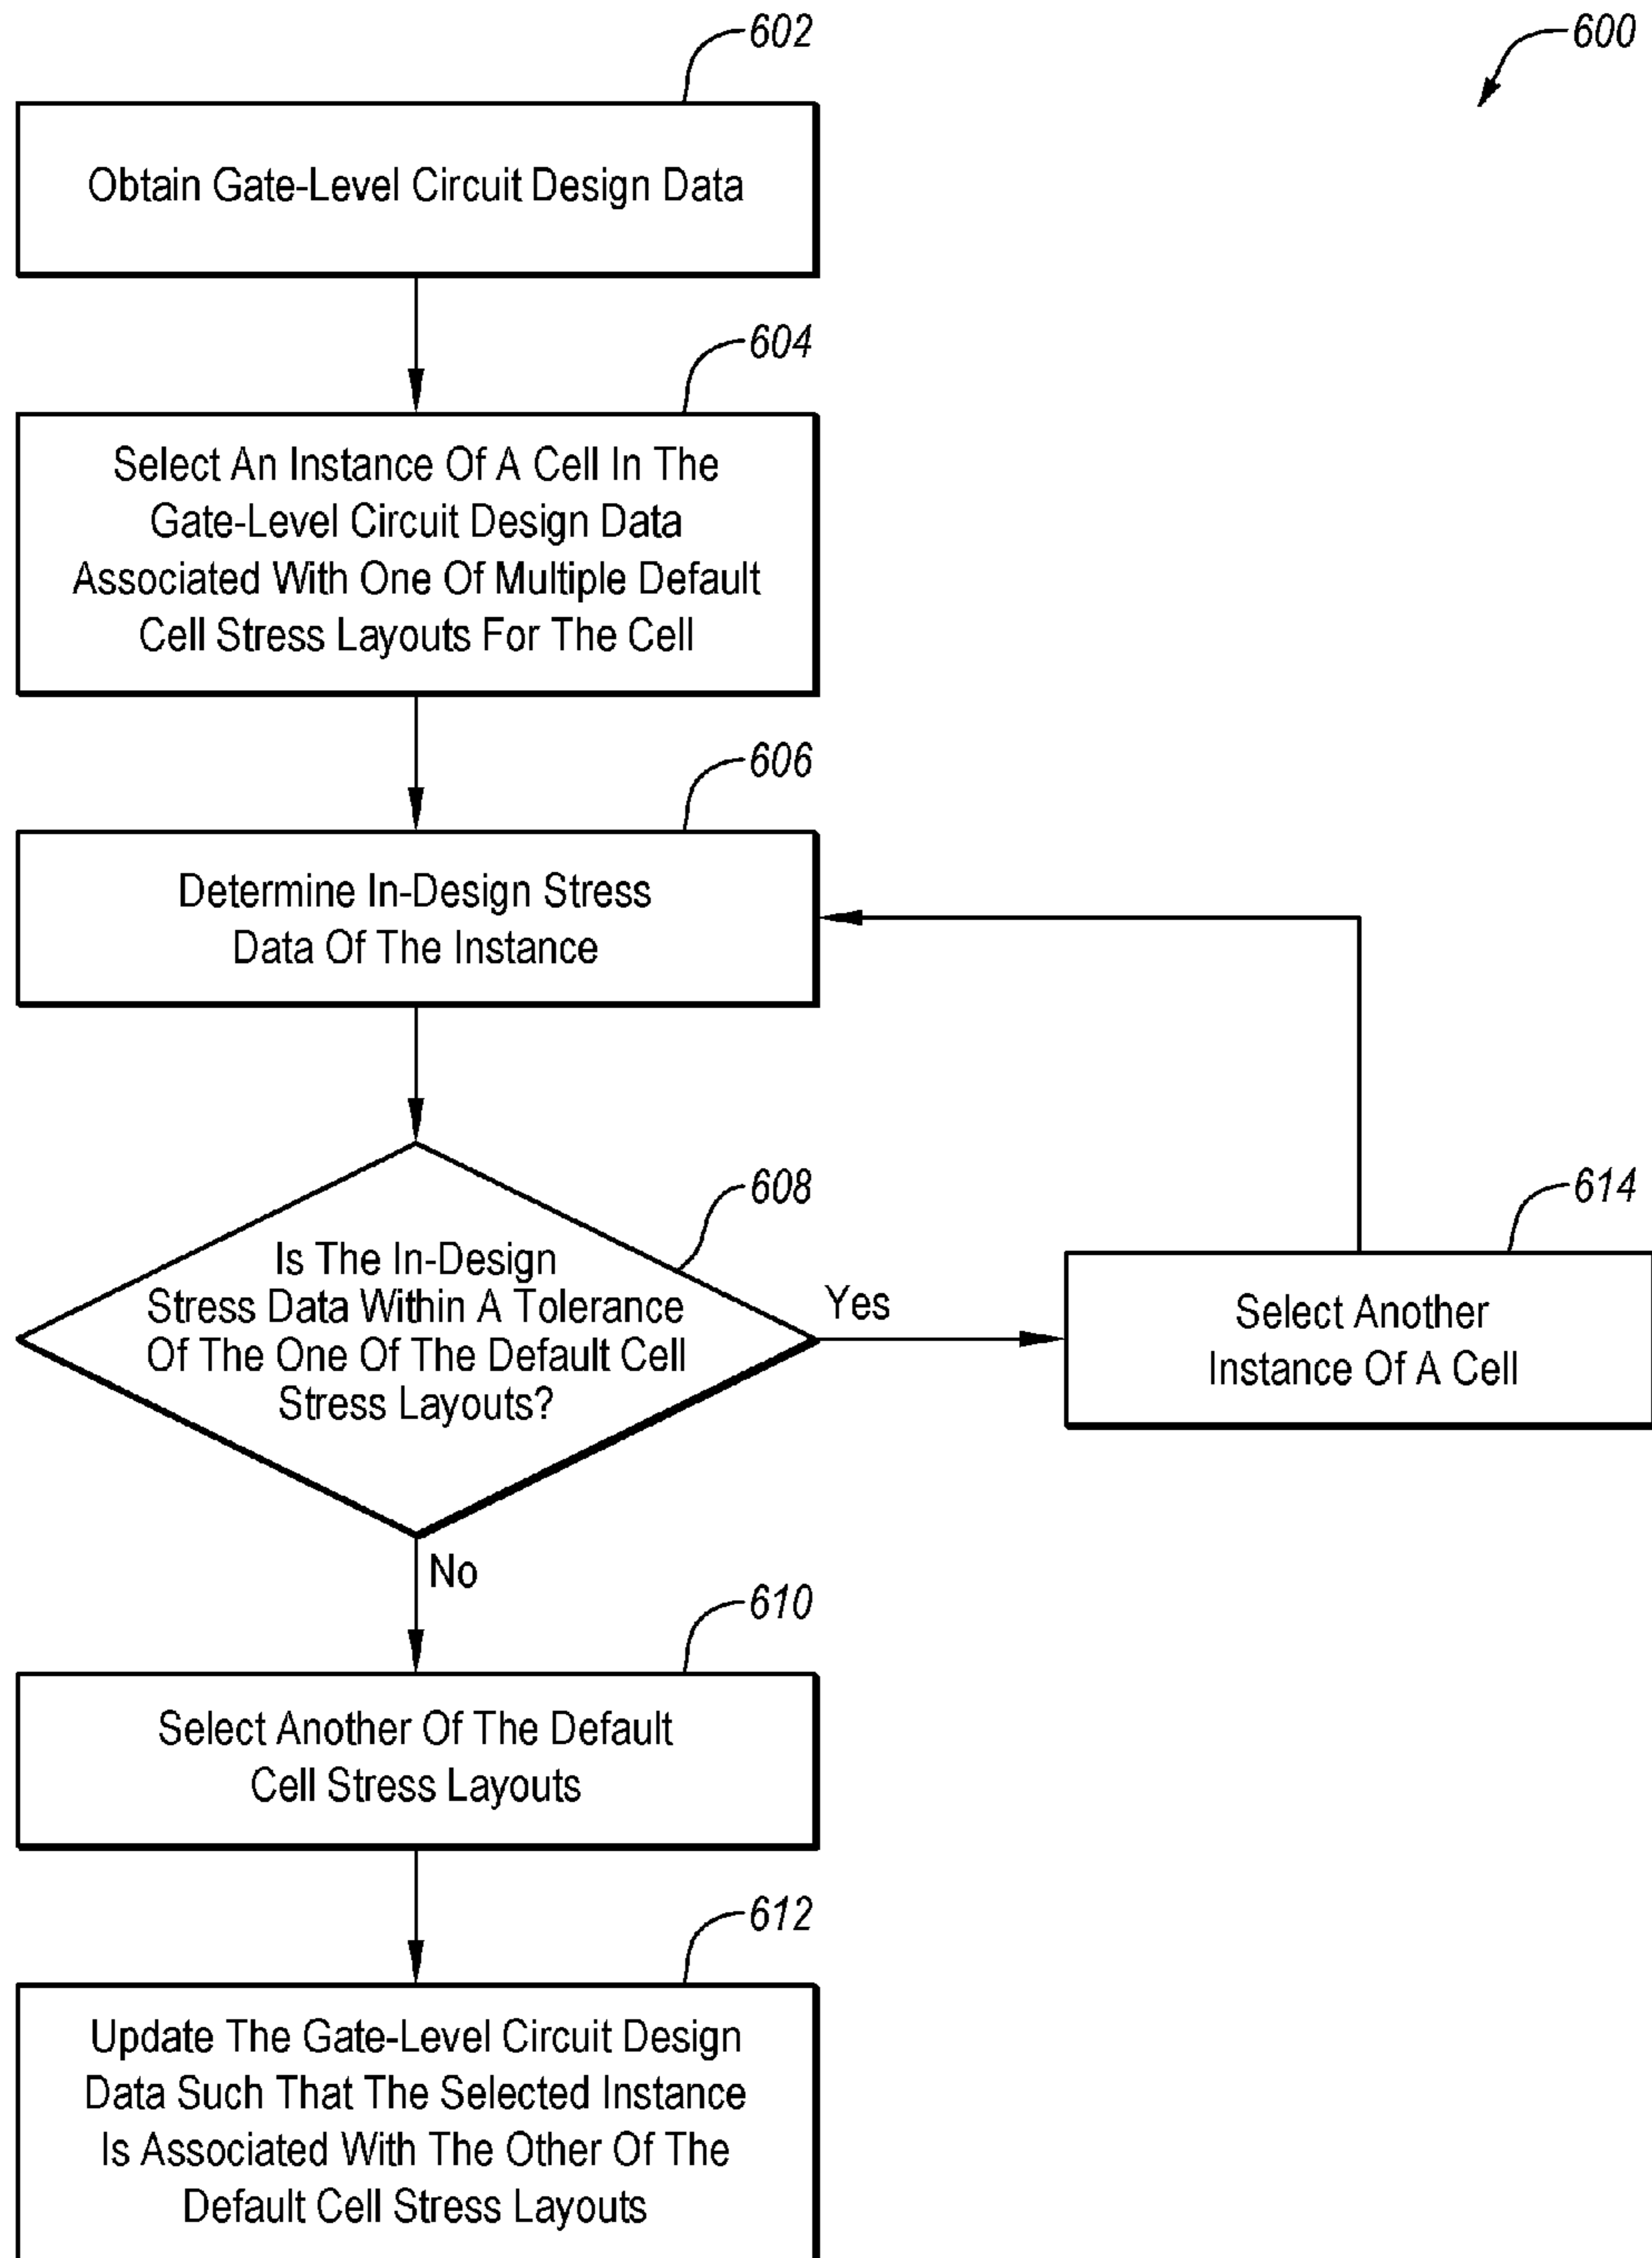 602
600
Obtain Gate-Level Circuit Design Data
604
Select An Instance Of A Cell In The
Gate-Level Circuit Design Data
Associated With One Of Multiple Default
Cell Stress Layouts For The Cell
606
Determine In-Design Stress
Data Of The Instance
608
Is The In-Design
Stress Data Within A Tolerance
Of The One Of The Default Cell
Stress Layouts?
Yes
614
Select Another
Instance Of A Cell
No
610
Select Another Of The Default
Cell Stress Layouts
612
Update The Gate-Level Circuit Design
Data Such That The Selected Instance
Is Associated With The Other Of The
Default Cell Stress Layouts